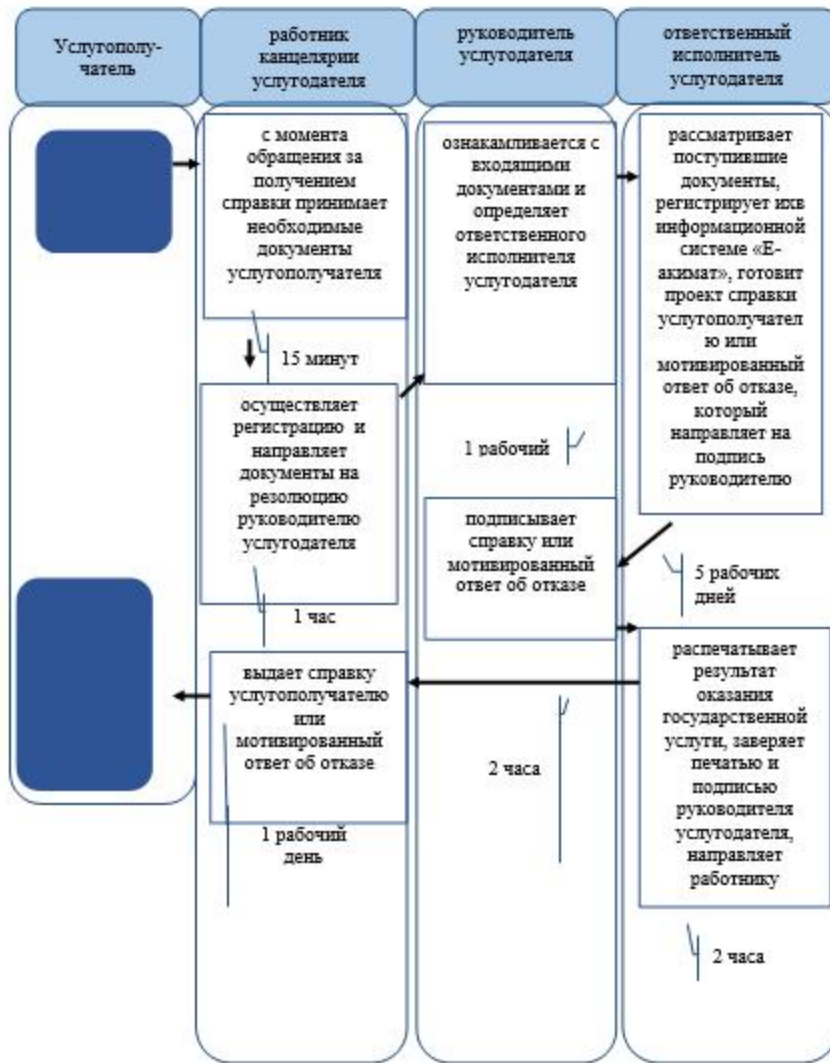 Услугополу-
чатель
работник
канцелярии
услугодателя
руководитель
услугодателя
ответственный
исполнитель
услугодателя
с момента
обращения за
получением
справки принимает
необходимые
документы
услугополучателя
15 минут
осуществляет
регистрацию и
направляет
документы на
резолюцию
руководителю
услугодателя
1 час
ознакамливается с
входящими
документами и
определяет
ответственного
исполнителя
услугодателя
1 рабочий
рассматривает
поступившие
документы,
регистрирует ихв
информационной
системе «Е-
акимат», готовит
проект справки
услугополучател
ю или
мотивированный
ответ об отказе,
который
направляет на
подпись
руководителю
5 рабочих
дней
подписывает
справку или
мотивированный
ответ об отказе
2 часа
распечатывает
результат
оказания
государственной
услуги, заверяет
печатью и
подписью
руководителя
услугодателя,
направляет
работнику
2 часа
выдает справку
услугополучателю
или
мотивированный
ответ об отказе
1 рабочий
день